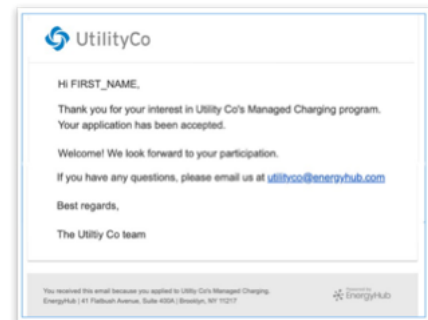 UtilityCo
Hi FIRST_NAME,
Thank you for your interest in Utility Co's Managed Charging program.
Your application has been accepted.
Welcome! We look forward to your participation.
If you have any questions, please email us at utilityco@energyhub.com
Best regards,
The Utiltiy Co team
You received this email because you applied to Utility Co's Managed Charging.
EnergyHub | 41 Flatbush Avenue, Suite 400A | Brooklyn, NY 11217
Powered by
EnergyHub